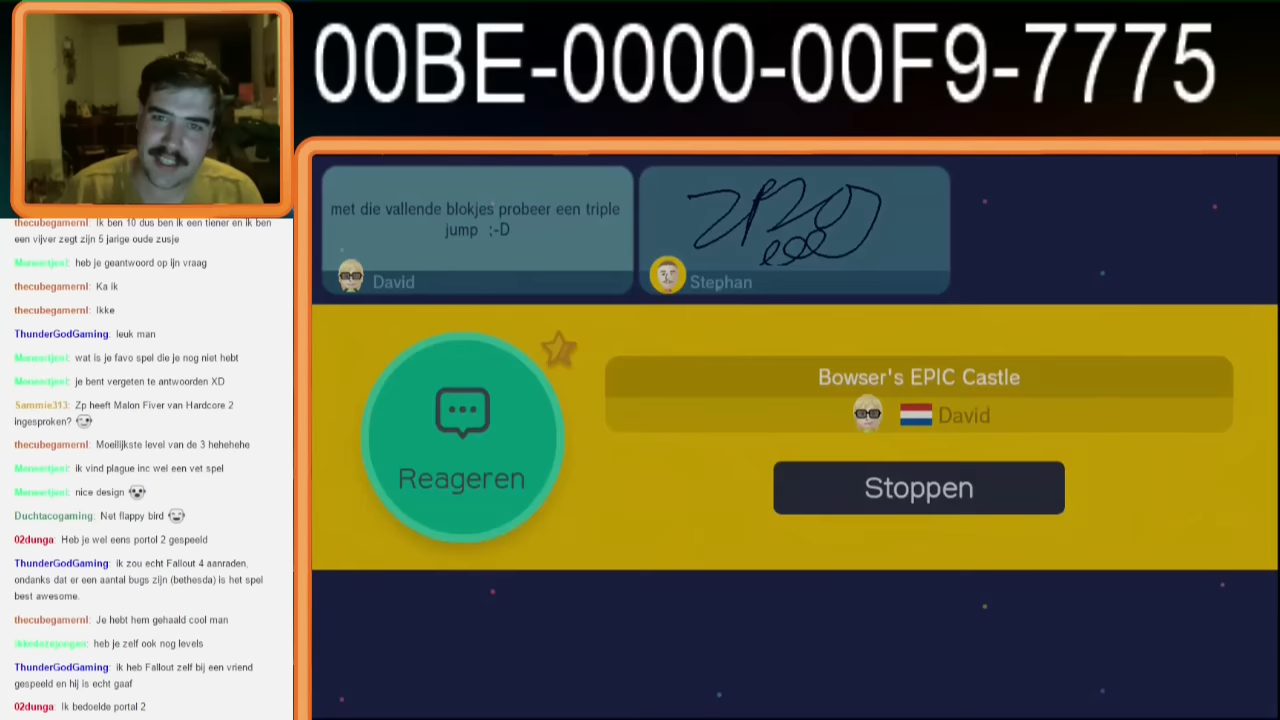 00BE-0000-00F9-7775
met die vallende blokjes probeer een triple
jump ;-D
David
Stephan
Bowser's EPIC Castle
David
Reageren
Stoppen
thecubegamernl: Ik ben 10 dus ben ik een tiener en Ik ben
een vijver zegt zijn 5 jarige oude zusje
heb je geantwoord op ijn vraag
thecubegamernl: Ka ik
thecubegamernl: Ikke
ThunderGodGaming: leuk man
wat is je favo spel die je nog niet hebt
je bent vergeten te antwoorden XD
Sammie313: Zp heeft Malon Fiver van Hardcore 2
ingesproken?
thecubegamernl: Moeilijkste level van de 3 hehehehe
ik vind plague inc wel een vet spel
nice design
Duchtacogaming: Net flappy bird
02dunga: Heb je wel eens portol 2 gespeeld
ThunderGodGaming: ik zou echt Fallout 4 aanraden,
ondanks dat er een aantal bugs zijn (bethesda) is het spel
best awesome.
thecubegamernl: Je hebt hem gehaald cool man
heb je zelf ook nog levels
ThunderGodGaming: ik heb Fallout zelf bij een vriend
gespeeld en hij is echt gaaf
02dunga: Ik bedoelde portal 2